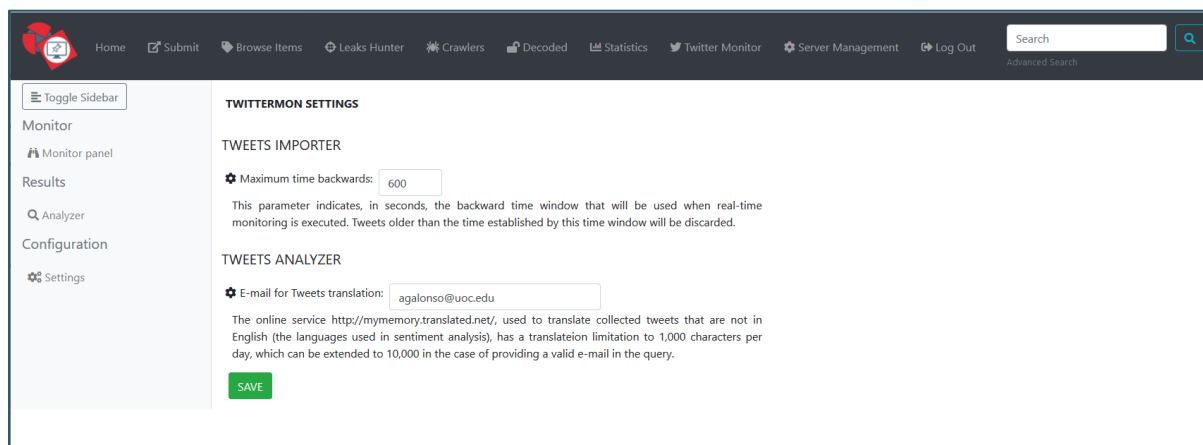 Home Submit Browse Items Leaks Hunter Crawlers Decoded Statistics Twitter Monitor Server Management Log Out Search
Advanced Search
Toggle Sidebar
Monitor
Monitor panel
Results
Analyzer
Configuration
Settings
TWITTERMON SETTINGS
TWEETS IMPORTER
Maximum time backwards: 600
This parameter indicates, in seconds, the backward time window that will be used when real-time
monitoring is executed. Tweets older than the time established by this time window will be discarded.
TWEETS ANALYZER
E-mail for Tweets translation: agalonso@uoc.edu
The online service http://mymemory.translated.net/, used to translate collected tweets that are not in
English (the languages used in sentiment analysis), has a translateion limitation to 1,000 characters per
day, which can be extended to 10,000 in the case of providing a valid e-mail in the query.
SAVE